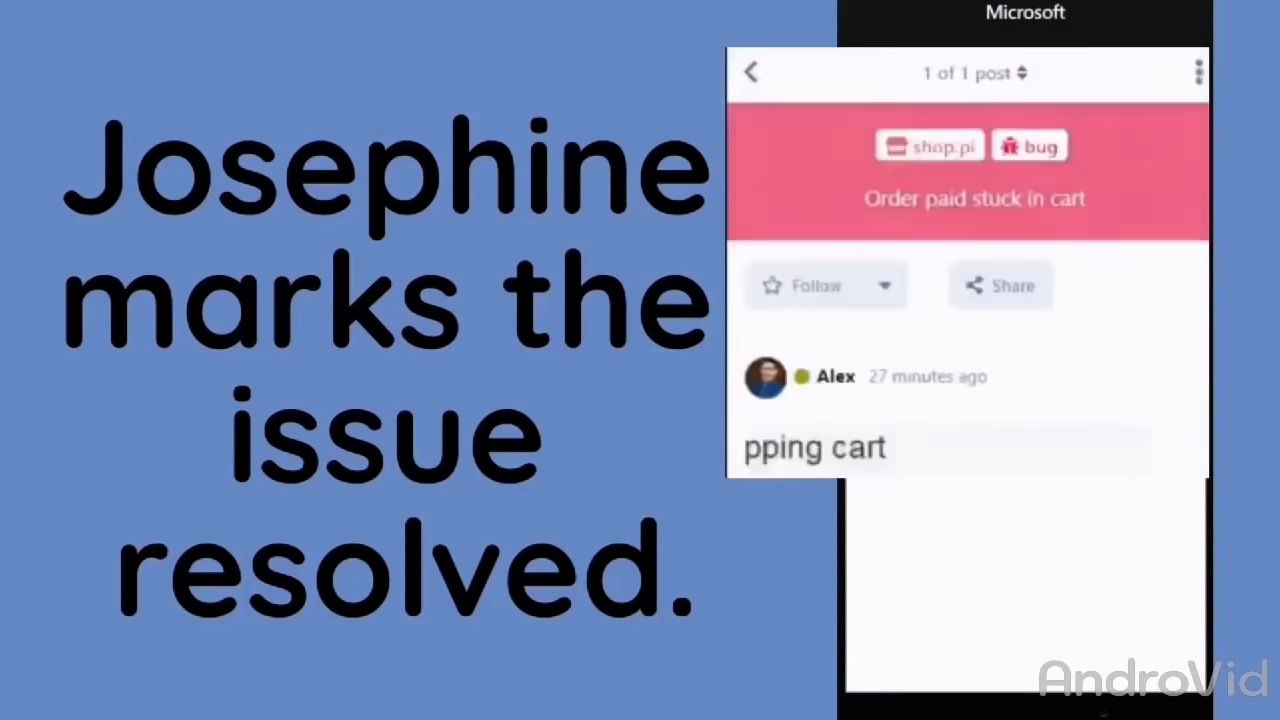 Josephine
marks the
issue
resolved.
Microsoft
1 of 1 post
shop.pi bug
Order paid stuck in cart
Follow Share
Alex 27 minutes ago
pping cart
AndroVid